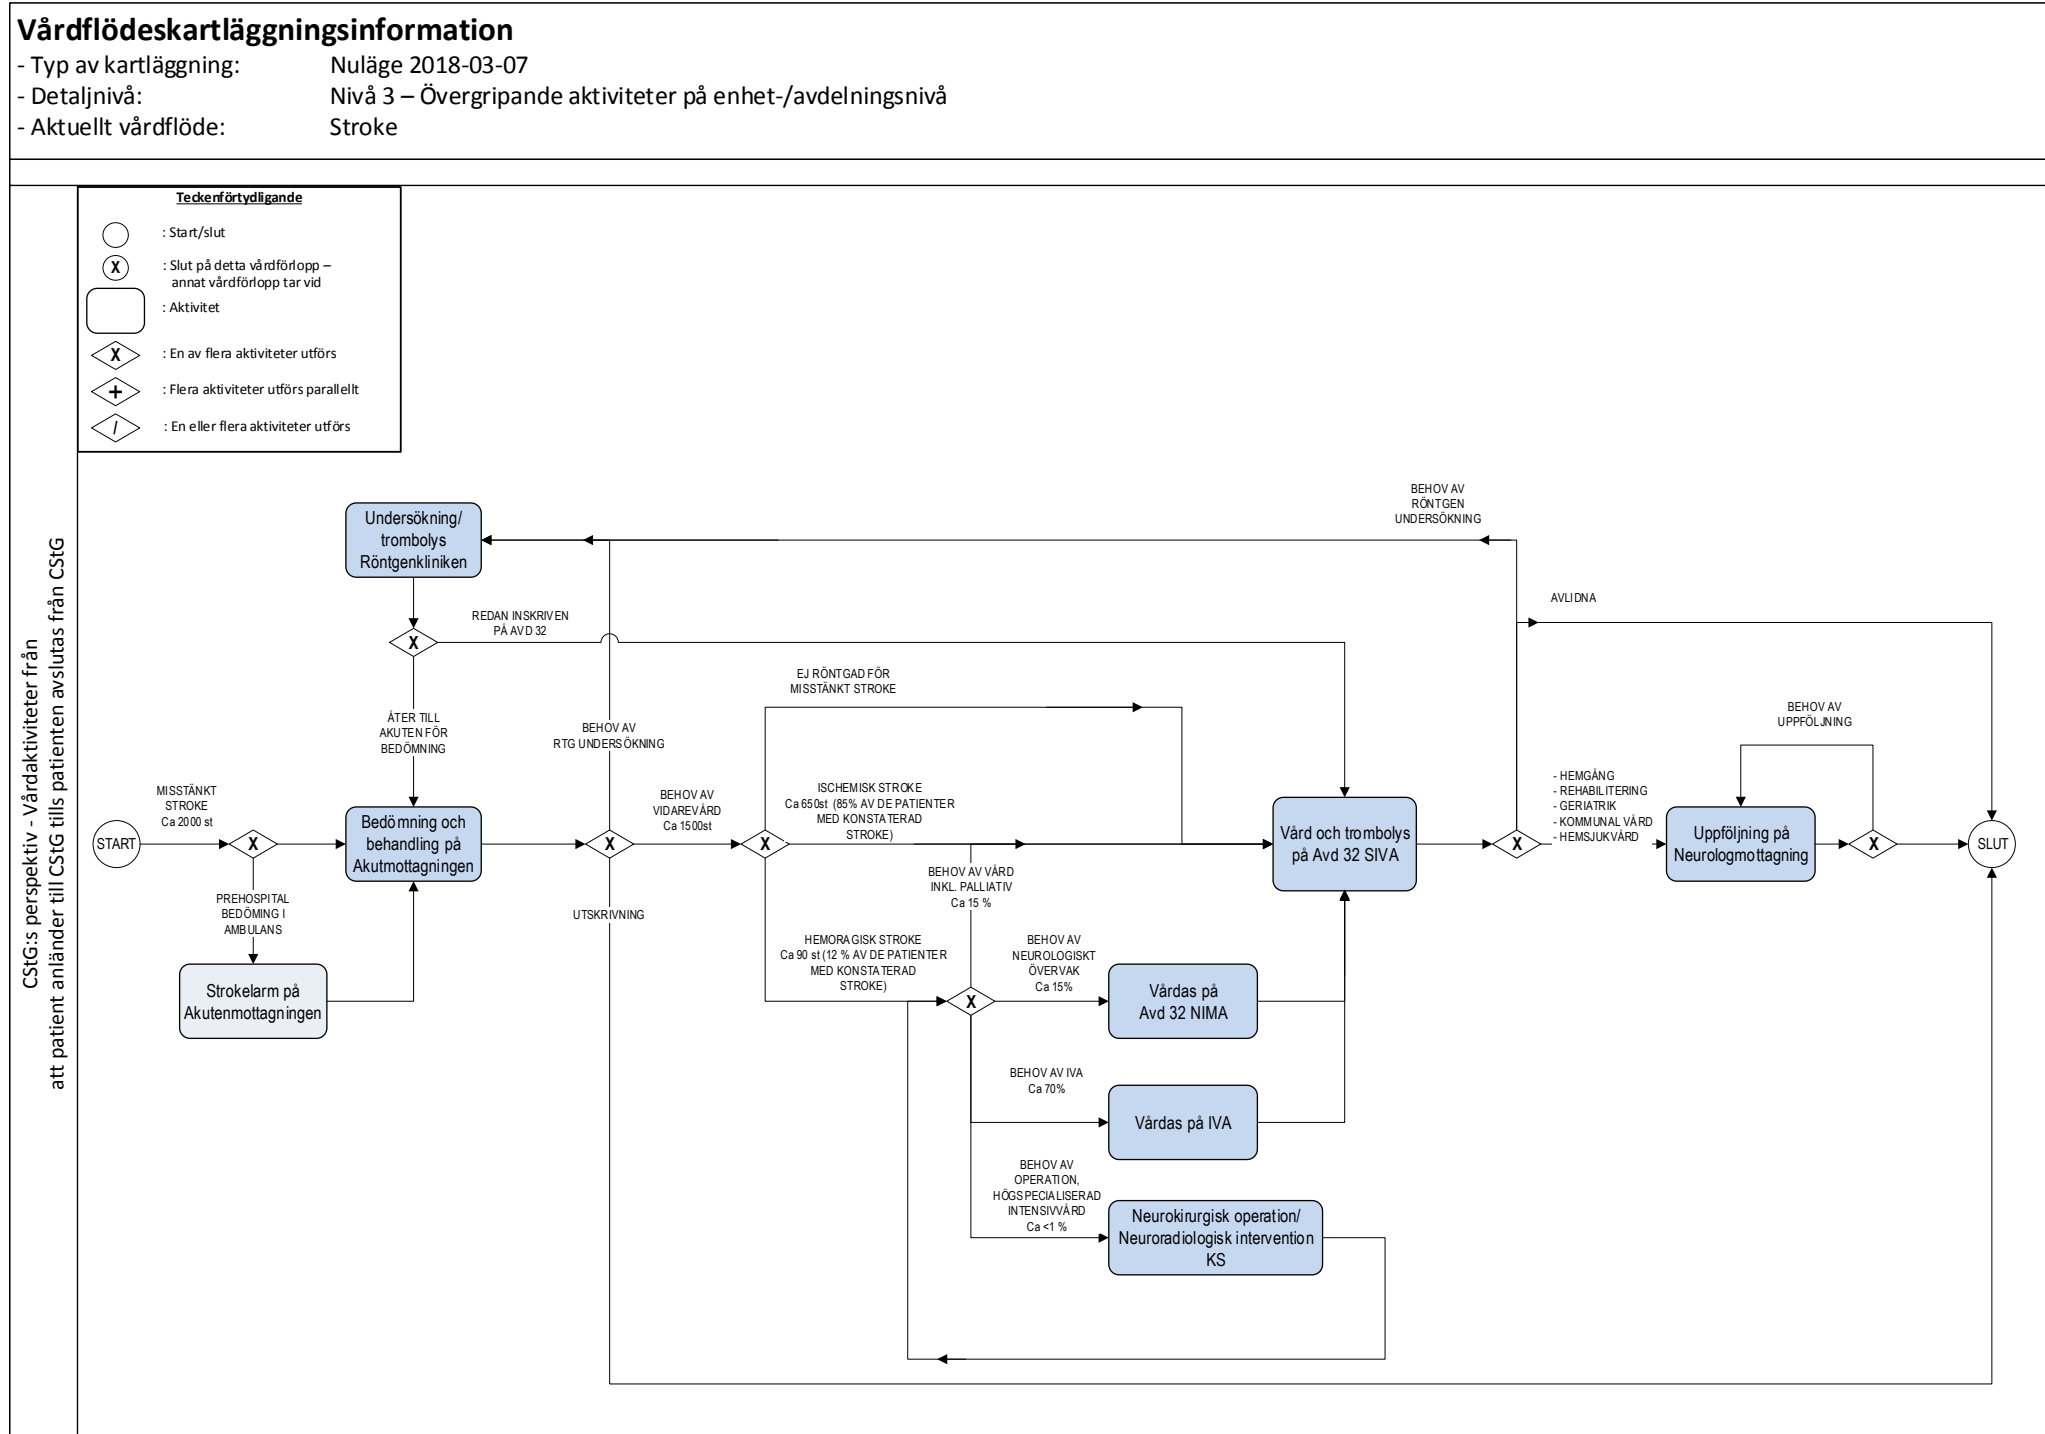 Vårdflödeskartläggningsinformation
- Typ av kartläggning: Nuläge 2018-03-07
- Detaljnivå: Nivå 3 – Övergripande aktiviteter på enhet-/avdelningsnivå
- Aktuellt vårdflöde: Stroke
CStG:s perspektiv - Vårdaktiviteter från
att patient anländer till CStG tills patienten avslutas från CStG
Teckenförtydligande
: Start/slut
X
: Slut på detta vårdförlopp –
annat vårdförlopp tar vid
: Aktivitet
X
: En av flera aktiviteter utförs
+
: Flera aktiviteter utförs parallellt
/
: En eller flera aktiviteter utförs
BEHOV AV
RÖNTGEN
UNDERSÖKNING
Undersökning/
trombolys
Röntgenkliniken
AVLIDNA
REDAN INSKRIVEN
PÅ AVD 32
X
EJ RÖNTGAD FÖR
MISSTÄNKT STROKE
ÅTER TILL
AKUTEN FÖR
BEDÖMNING
BEHOV AV
RTG UNDERSÖKNING
BEHOV AV
UPPFÖLJNING
MISSTÄNKT
STROKE
Ca 2000 st
START
X
Bedömning och
behandling på
Akutmottagningen
X
BEHOV AV
VIDAREVÅRD
Ca 1500st
X
ISCHEMISK STROKE
Ca 650st (85% AV DE PATIENTER
MED KONSTATERAD
STROKE)
Vård och trombolys
på Avd 32 SIVA
X
- HEMGÅNG
- REHABILITERING
- GERIATRIK
- KOMMUNAL VÅRD
- HEMSJUKVÅRD
Uppföljning på
Neurologmottagning
X
SLUT
PREHOSPITAL
BEDÖMING I
AMBULANS
UTSKRIVNING
BEHOV AV VÅRD
INKL. PALLIATIV
Ca 15 %
HEMORAGISK STROKE
Ca 90 st (12 % AV DE PATIENTER
MED KONSTATERAD
STROKE)
BEHOV AV
NEUROLOGISKT
ÖVERVAK
Ca 15%
Strokelarm på
Akutenmottagningen
X
Vårdas på
Avd 32 NIMA
BEHOV AV IVA
Ca 70%
Vårdas på IVA
BEHOV AV
OPERATION,
HÖGSPECIALISERAD
INTENSIVVÅRD
Ca <1 %
Neurokirurgisk operation/
Neuroradiologisk intervention
KS